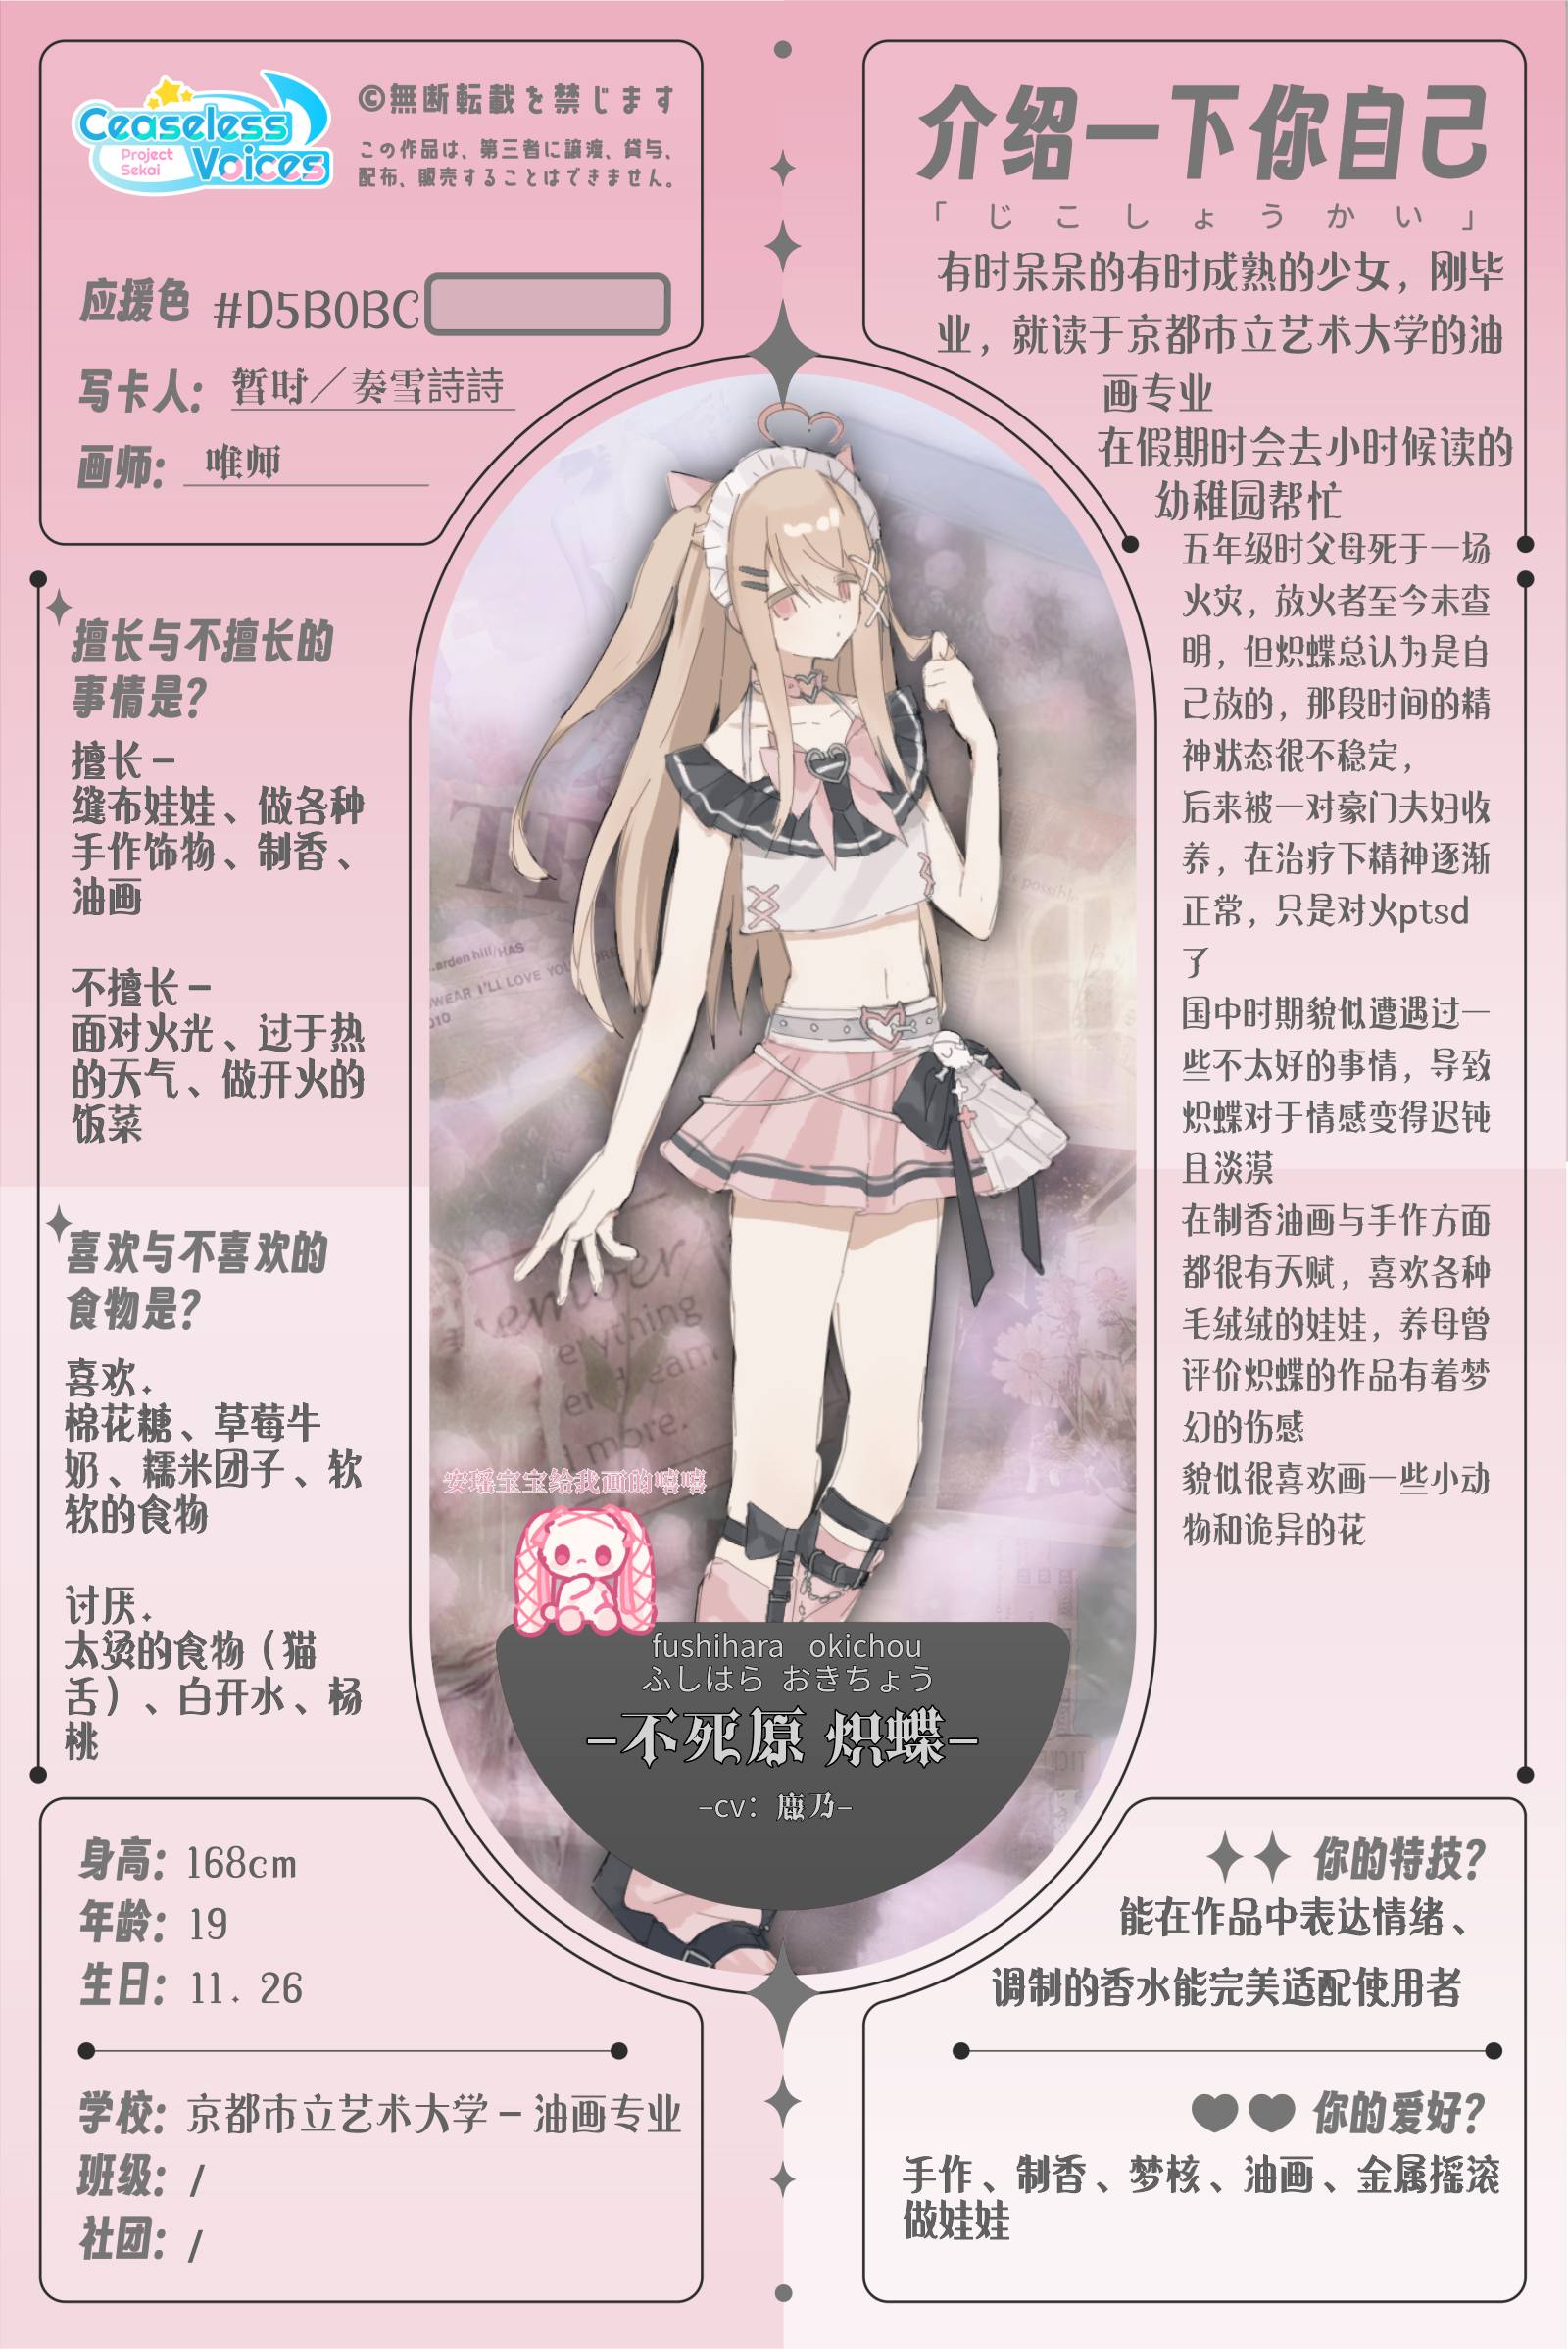 Ceaseless
Voices
Project
Sekai
©無断転載を禁じます
この作品は、第三者に譲渡、貸与、
配布、販売することはできません。
应援色 #D5B0BC
写卡人： 暂时／奏雪詩詩
画师： 唯师
介绍一下你自己
「じこしょうかい」
有时呆呆的有时成熟的少女，刚毕
业，就读于京都市立艺术大学的油
画专业
在假期时会去小时候读的
幼稚园帮忙
五年级时父母死于一场
火灾，放火者至今未查
明，但炽蝶总认为是自
己放的，那段时间的精
神状态很不稳定，
后来被一对豪门夫妇收
养，在治疗下精神逐渐
正常，只是对火ptsd
了
国中时期貌似遭遇过一
些不太好的事情，导致
炽蝶对于情感变得迟钝
且淡漠
在制香油画与手作方面
都很有天赋，喜欢各种
毛绒绒的娃娃，养母曾
评价炽蝶的作品有着梦
幻的伤感
貌似很喜欢画一些小动
物和诡异的花
擅长与不擅长的
事情是？
擅长－
缝布娃娃、做各种
手作饰物、制香、
油画
不擅长－
面对火光、过于热
的天气、做开火的
饭菜
喜欢与不喜欢的
食物是？
喜欢.
棉花糖、草莓牛
奶、糯米团子、软
软的食物
讨厌.
太烫的食物（猫
舌）、白开水、杨
桃
arden hill/HAS
SWEAR I'LL LOVE YOU
010
possible
ember
erything
dream
more.
安瑶宝宝给我画的嘻嘻
fushihara okichou
ふしはら おきちょう
–不死原 炽蝶–
–cv：鹿乃–
身高：168cm
年龄：19
生日：11. 26
学校：京都市立艺术大学－油画专业
班级：/
社团：/
你的特技？
能在作品中表达情绪、
调制的香水能完美适配使用者
你的爱好？
手作、制香、梦核、油画、金属摇滚
做娃娃